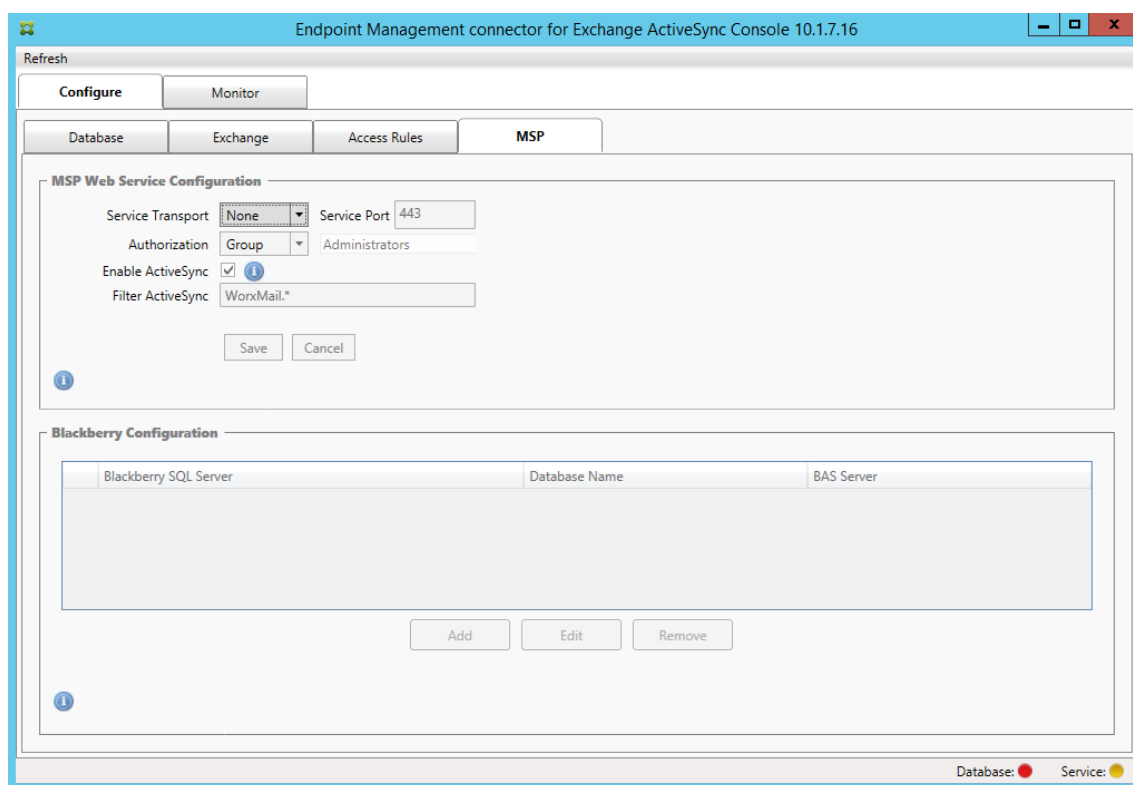 Endpoint Management connector for Exchange ActiveSync Console 10.1.7.16
Refresh
Configure Monitor
Database Exchange Access Rules MSP
MSP Web Service Configuration
Service Transport None Service Port 443
Authorization Group Administrators
Enable ActiveSync
Filter ActiveSync WorxMail.*
Save Cancel
Blackberry Configuration
Blackberry SQL Server Database Name BAS Server
Add Edit Remove
Database: Service: